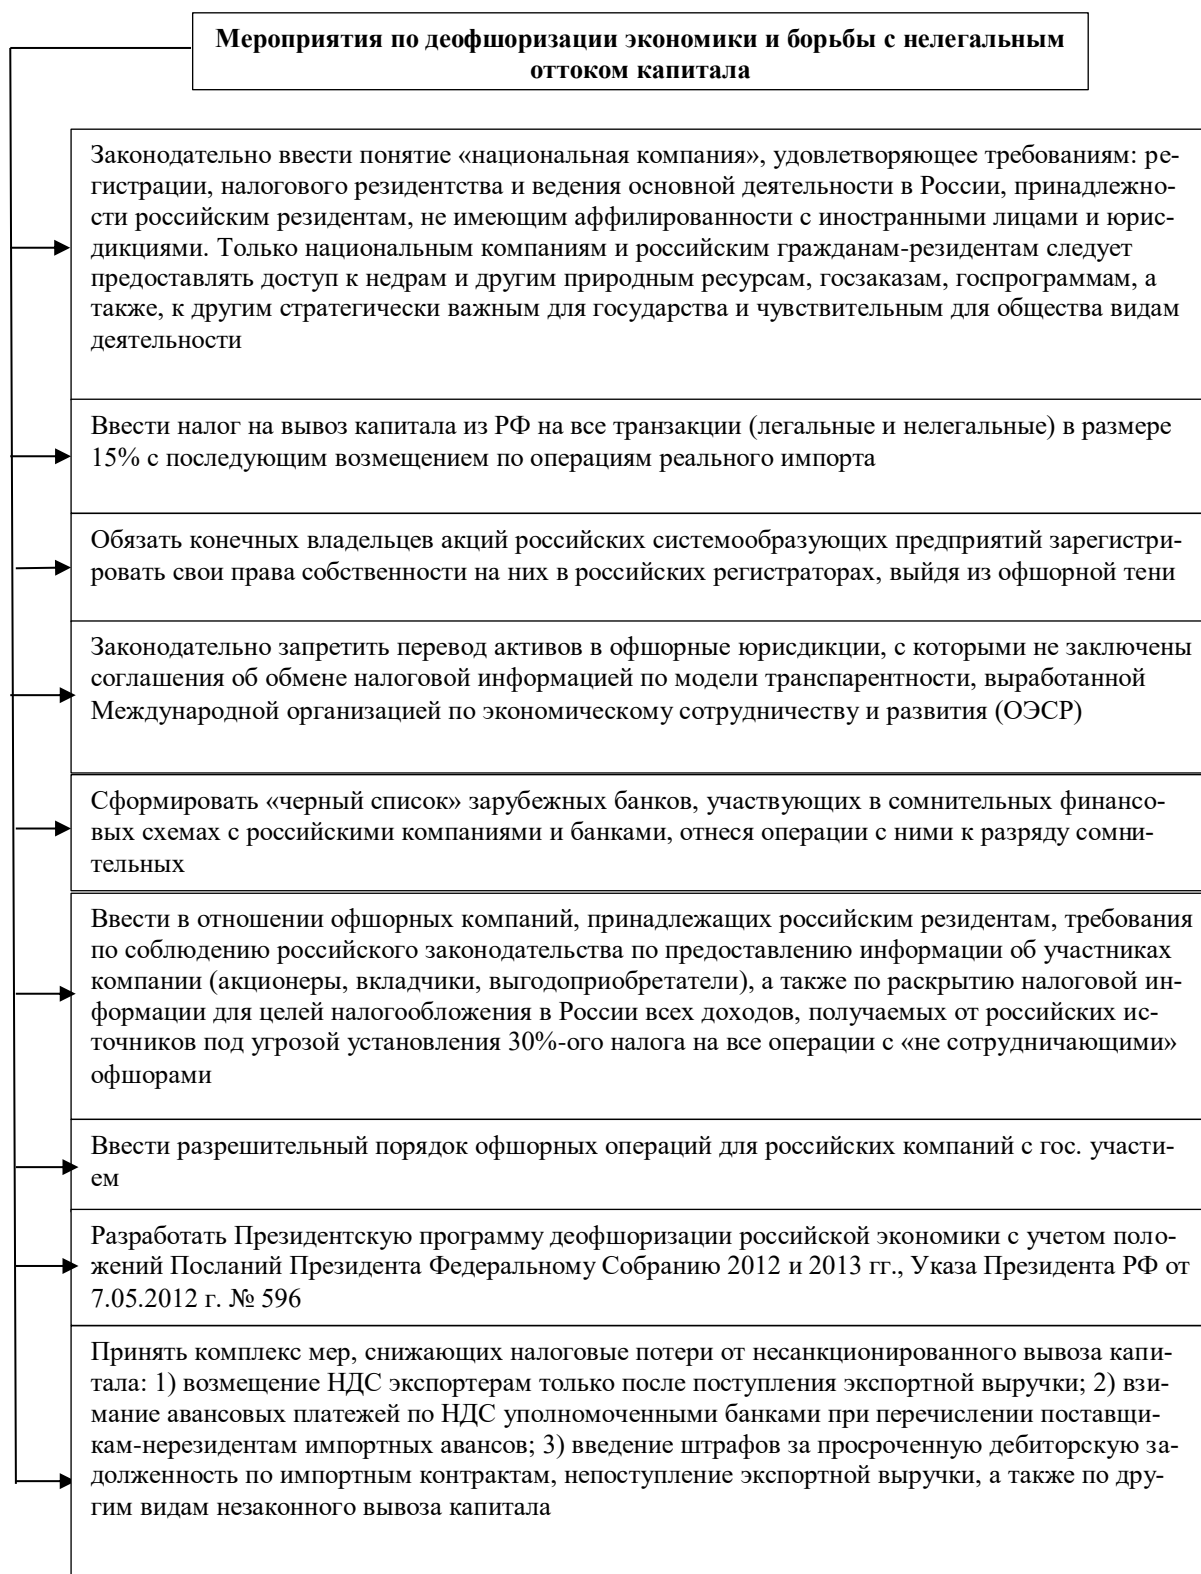 Мероприятия по деофшоризации экономики и борьбы с нелегальным
оттоком капитала
Законодательно ввести понятие «национальная компания», удовлетворяющее требованиям: ре-
гистрации, налогового резидентства и ведения основной деятельности в России, принадлежно-
сти российским резидентам, не имеющим аффилированности с иностранными лицами и юрис-
дикциями. Только национальным компаниям и российским гражданам-резидентам следует
предоставлять доступ к недрам и другим природным ресурсам, госзаказам, госпрограммам, а
также, к другим стратегически важным для государства и чувствительным для общества видам
деятельности
Ввести налог на вывоз капитала из РФ на все транзакции (легальные и нелегальные) в размере
15% с последующим возмещением по операциям реального импорта
Обязать конечных владельцев акций российских системообразующих предприятий зарегистри-
ровать свои права собственности на них в российских регистраторах, выйдя из офшорной тени
Законодательно запретить перевод активов в офшорные юрисдикции, с которыми не заключены
соглашения об обмене налоговой информацией по модели транспарентности, выработанной
Международной организацией по экономическому сотрудничеству и развития (ОЭСР)
Сформировать «черный список» зарубежных банков, участвующих в сомнительных финансо-
вых схемах с российскими компаниями и банками, отнеся операции с ними к разряду сомни-
тельных
Ввести в отношении офшорных компаний, принадлежащих российским резидентам, требования
по соблюдению российского законодательства по предоставлению информации об участниках
компании (акционеры, вкладчики, выгодоприобретатели), а также по раскрытию налоговой ин-
формации для целей налогообложения в России всех доходов, получаемых от российских ис-
точников под угрозой установления 30%-ого налога на все операции с «не сотрудничающими»
офшорами
Ввести разрешительный порядок офшорных операций для российских компаний с гос. участи-
ем
Разработать Президентскую программу деофшоризации российской экономики с учетом поло-
жений Посланий Президента Федеральному Собранию 2012 и 2013 гг., Указа Президента РФ от
7.05.2012 г. № 596
Принять комплекс мер, снижающих налоговые потери от несанкционированного вывоза капи-
тала: 1) возмещение НДС экспортерам только после поступления экспортной выручки; 2) взи-
мание авансовых платежей по НДС уполномоченными банками при перечислении поставщи-
кам-нерезидентам импортных авансов; 3) введение штрафов за просроченную дебиторскую за-
долженность по импортным контрактам, непоступление экспортной выручки, а также по дру-
гим видам незаконного вывоза капитала